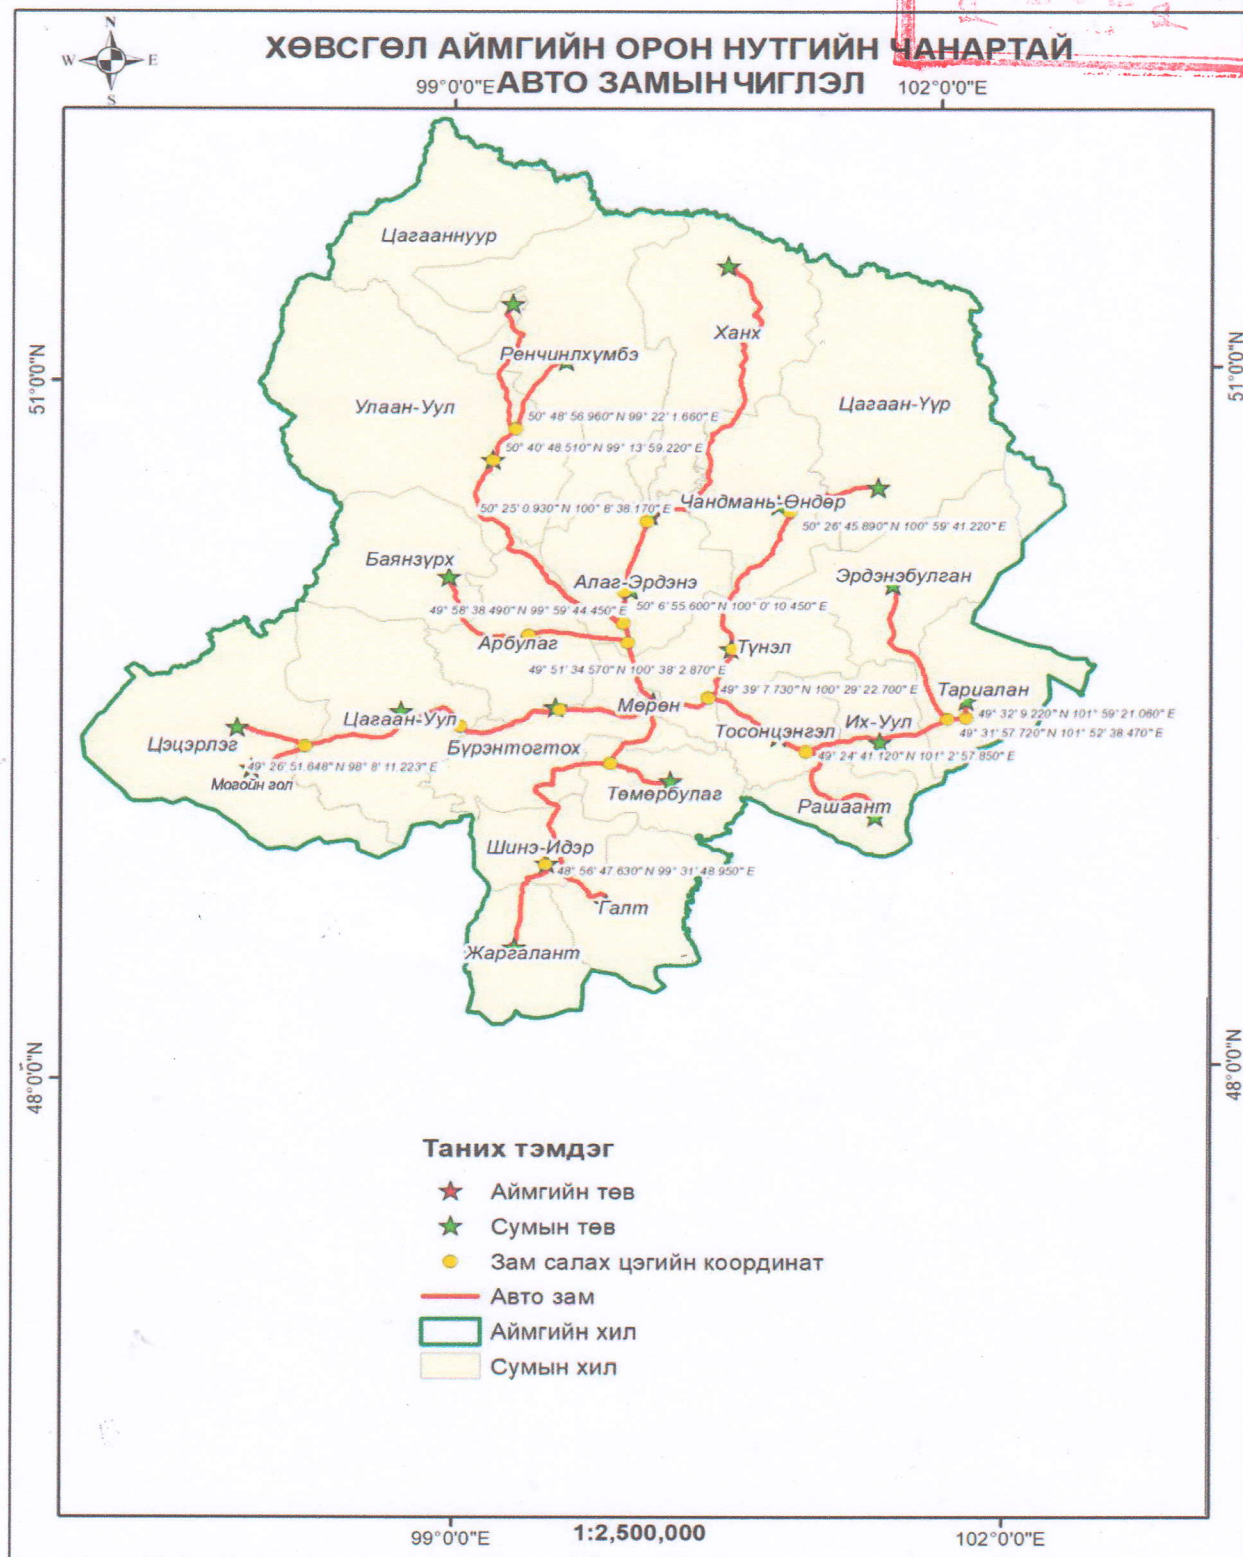 N
W E
S
ХӨВСГӨЛ АЙМГИЙН ОРОН НУТГИЙН ЧАНАРТАЙ
АВТО ЗАМЫН ЧИГЛЭЛ
99°0'0"E 102°0'0"E
Цагааннуур
Ханх
51°0'0"N 51°0'0"N
Ренчинлхүмбэ
Улаан-Уул
Цагаан-Үүр
50° 48' 56.960" N 99° 22' 1.660" E
50° 40' 48.510" N 99° 13' 59.220" E
50° 25' 0.930" N 100° 8' 38.170" E
Чандмань-Өндөр
50° 26' 45.890" N 100° 59' 41.220" E
Баянзүрх
Алаг-Эрдэнэ
Эрдэнэбулган
49° 58' 38.490" N 99° 59' 44.450" E
50° 6' 55.600" N 100° 0' 10.450" E
Арбулаг
Түнэл
49° 51' 34.570" N 100° 38' 2.870" E
49° 39' 7.730" N 100° 29' 22.700" E
Тариалан
Мөрөн
49° 32' 9.220" N 101° 59' 21.060" E
Цагаан-Уул
Их-Уул
Тосонцэнгэл
49° 31' 57.720" N 101° 52' 38.470" E
Цэцэрлэг
Бүрэнтогтох
49° 24' 41.120" N 101° 2' 57.850" E
49° 26' 51.648" N 98° 8' 11.223" E
Могойн гол
Төмөрбулаг
Рашаант
Шинэ-Идэр
48° 56' 47.630" N 99° 31' 48.950" E
Галт
Жаргалант
48°0'0"N 48°0'0"N
Таних тэмдэг
Аймгийн төв
Сумын төв
Зам салах цэгийн координат
Авто зам
Аймгийн хил
Сумын хил
99°0'0"E 1:2,500,000 102°0'0"E